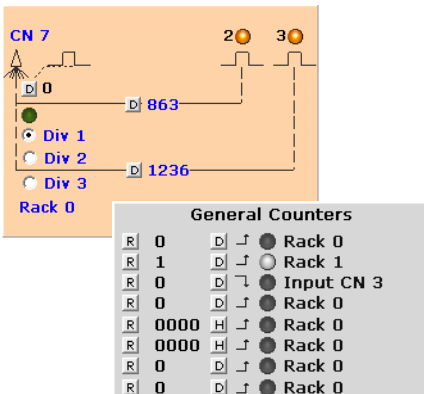 CN 7 2 3
D 0
D 863
Div 1
Div 2
D 1236
Div 3
Rack 0
General Counters
R 0 D Rack 0
R 1 D Rack 1
R 0 D Input CN 3
R 0 D Rack 0
R 0000 H Rack 0
R 0000 H Rack 0
R 0 D Rack 0
R 0 D Rack 0